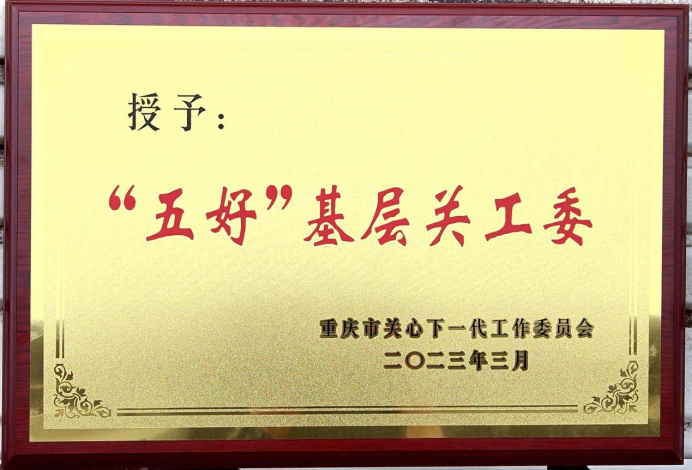 授予：
“五好”基层关工委
重庆市关心下一代工作委员会
二〇二三年三月